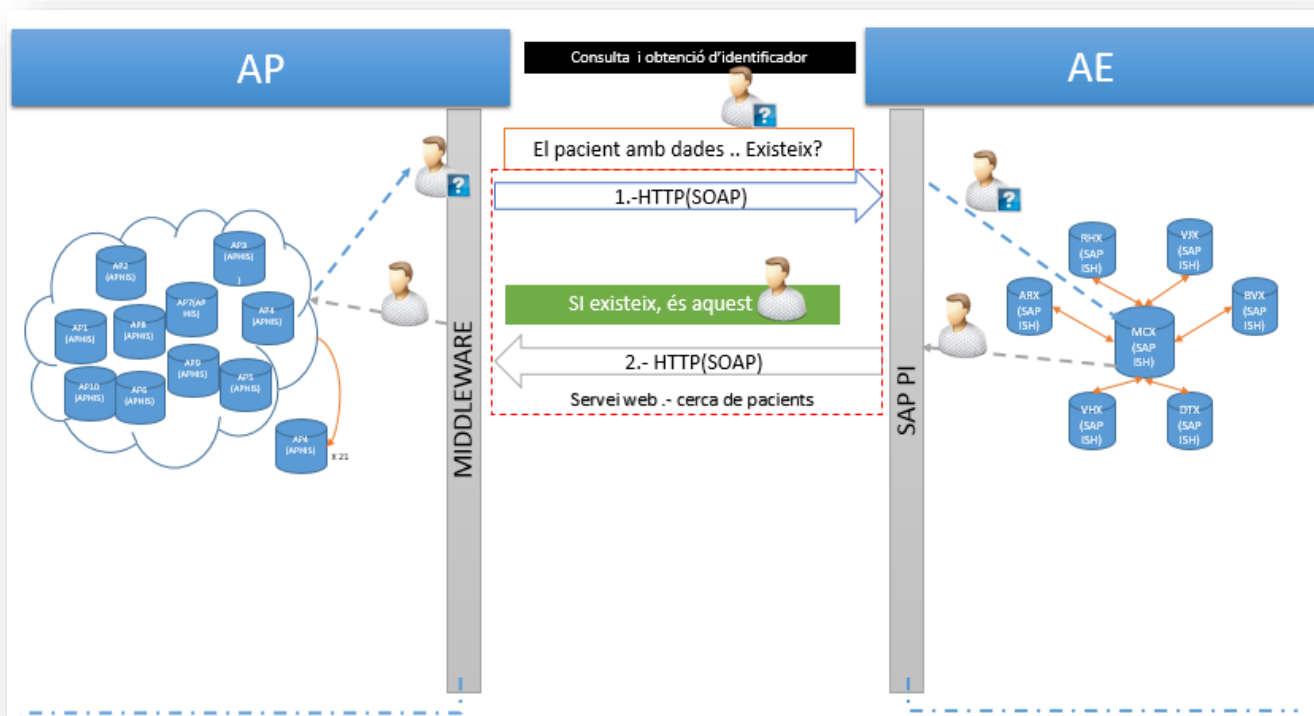 AP
Consulta i obtenció d'identificador
AE
El pacient amb dades .. Existeix?
1.-HTTP(SOAP)
SI existeix, és aquest
2.- HTTP(SOAP)
Servei web .- cerca de pacients
MIDDLEWARE
SAP PI
AP2
(APHIS)
AP3
(APHIS)
)
AP7(AP
HIS)
AP4
(APHIS)
AP1
(APHIS)
AP8
(APHIS)
AP9
(APHIS)
AP5
(APHIS)
AP10
(APHIS)
AP6
(APHIS)
(APHIS)
X 21
RHX
(SAP
ISH)
VJX
(SAP
ISH)
ARX
(SAP
ISH)
BVX
(SAP
ISH)
MCX
(SAP
ISH)
VHX
(SAP
ISH)
DTX
(SAP
ISH)